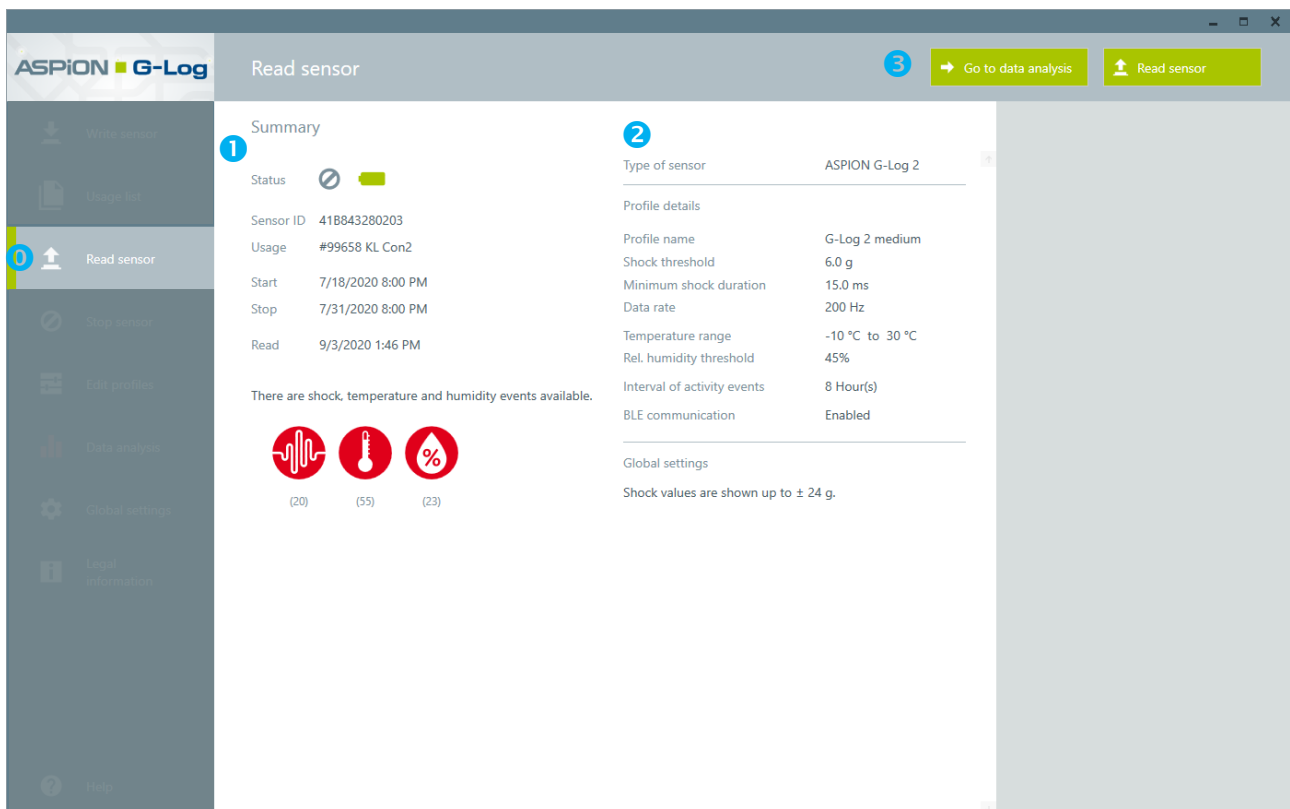 ASPION G-Log
Read sensor
3
Go to data analysis
Read sensor
Write sensor
Usage list
0
Read sensor
Stop sensor
Edit profiles
Data analysis
Global settings
Legal
information
Help
Summary
1
Status
Sensor ID 41B843280203
Usage #99658 KL Con2
Start 7/18/2020 8:00 PM
Stop 7/31/2020 8:00 PM
Read 9/3/2020 1:46 PM
There are shock, temperature and humidity events available.
%
(20) (55) (23)
2
Type of sensor ASPION G-Log 2
Profile details
Profile name G-Log 2 medium
Shock threshold 6.0 g
Minimum shock duration 15.0 ms
Data rate 200 Hz
Temperature range -10 °C to 30 °C
Rel. humidity threshold 45%
Interval of activity events 8 Hour(s)
BLE communication Enabled
Global settings
Shock values are shown up to ± 24 g.